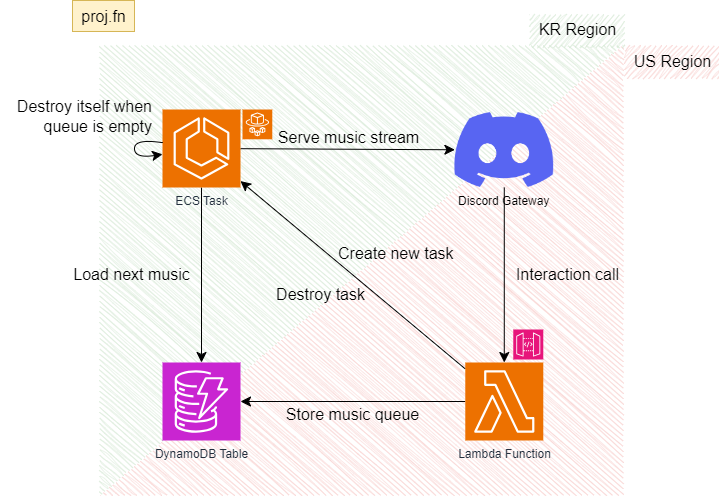 proj.fn
KR Region
US Region
Destroy itself when
queue is empty
Serve music stream
ECS Task
Discord Gateway
Create new task
Load next music
Interaction call
Destroy task
Store music queue
DynamoDB Table
Lambda Function